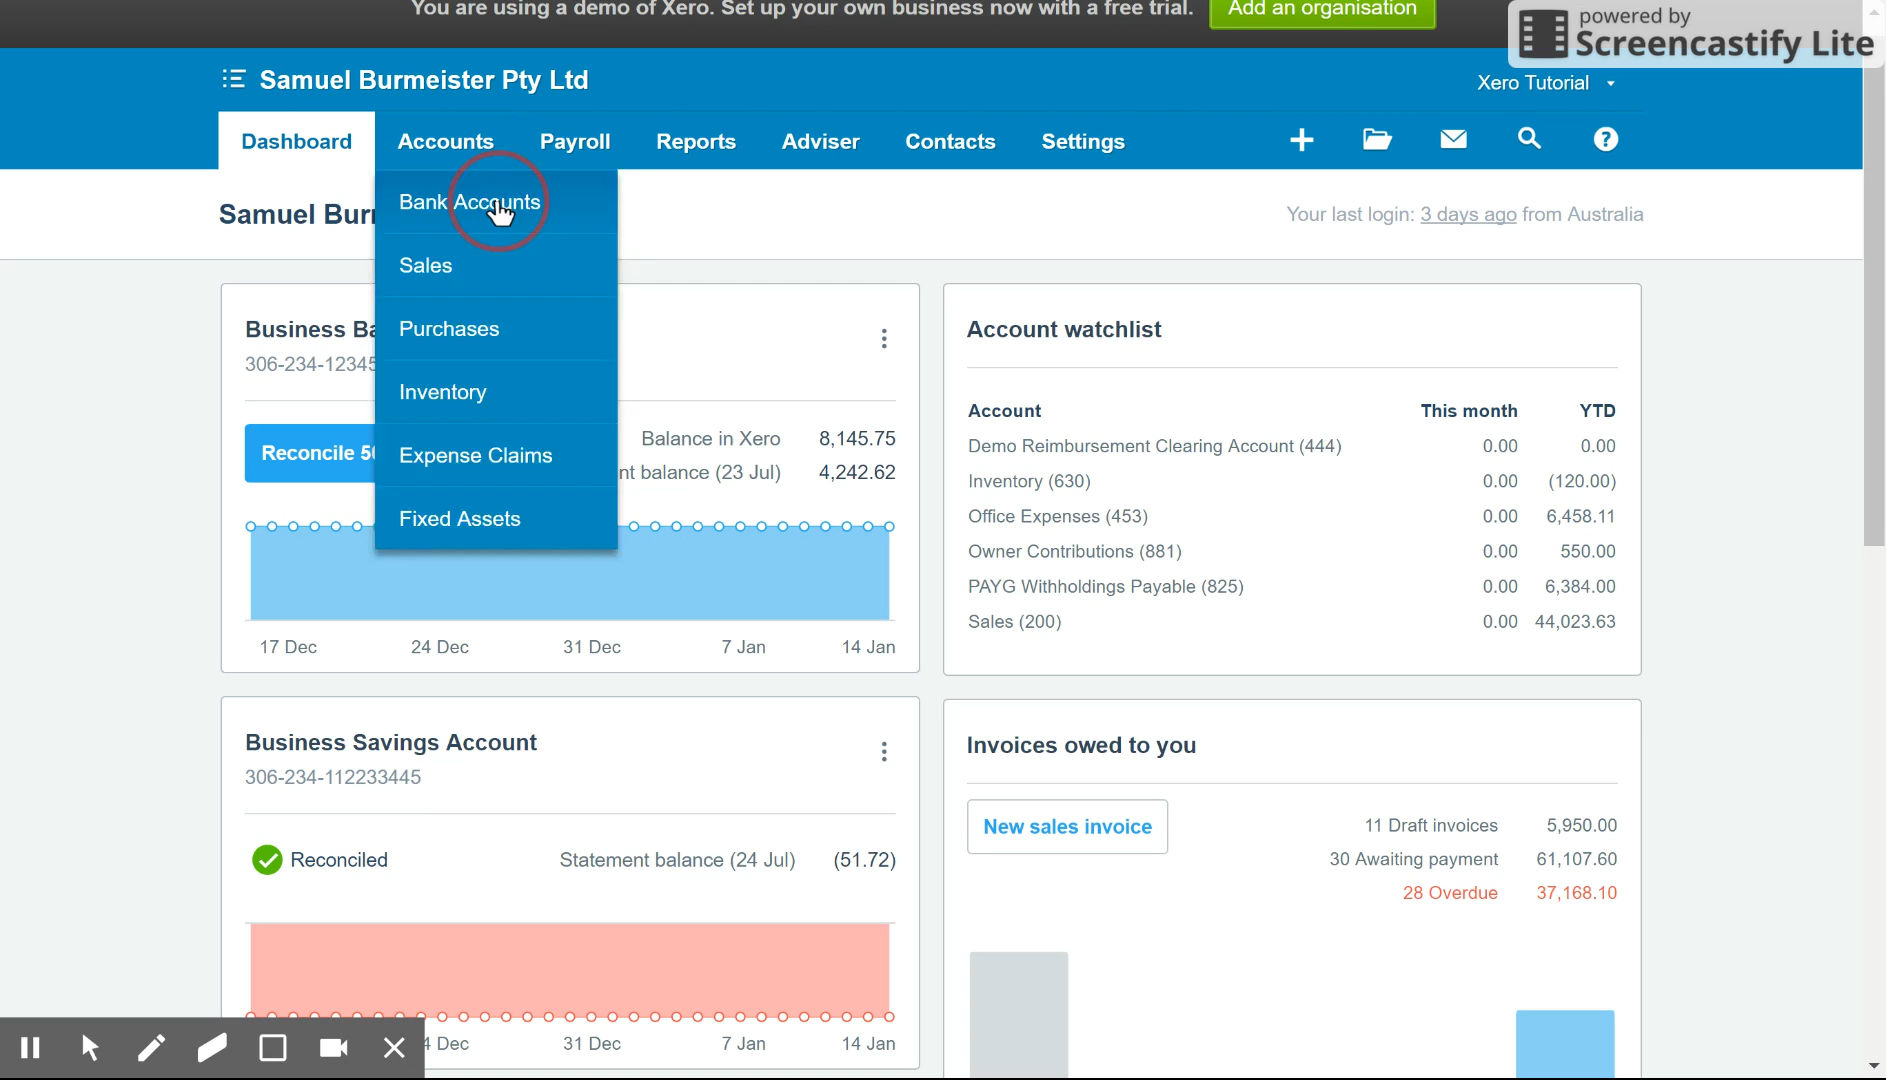 You are using a demo of Xero. Set up your own business now with a free trial.
Add an organisation
powered by
Screencastify Lite
Samuel Burmeister Pty Ltd
Xero Tutorial
Dashboard Accounts Payroll Reports Adviser Contacts Settings
Bank Accounts
Sales
Purchases
Inventory
Expense Claims
Fixed Assets
Samuel
Your last login: 3 days ago from Australia
Business
306-234-12345
Reconcile
Balance in Xero 8,145.75
balance (23 Jul) 4,242.62
17 Dec 24 Dec 31 Dec 7 Jan 14 Jan
Account watchlist
Account This month YTD
Demo Reimbursement Clearing Account (444) 0.00 0.00
Inventory (630) 0.00 (120.00)
Office Expenses (453) 0.00 6,458.11
Owner Contributions (881) 0.00 550.00
PAYG Withholdings Payable (825) 0.00 6,384.00
Sales (200) 0.00 44,023.63
Business Savings Account
306-234-112233445
Reconciled
Statement balance (24 Jul) (51.72)
Dec 31 Dec 7 Jan 14 Jan
Invoices owed to you
New sales invoice
11 Draft invoices 5,950.00
30 Awaiting payment 61,107.60
28 Overdue 37,168.10